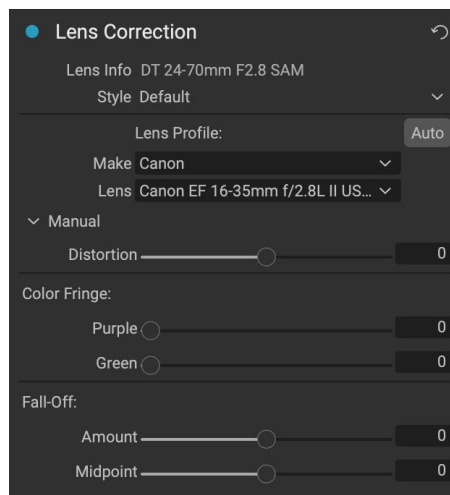 Lens Correction
Lens Info DT 24-70mm F2.8 SAM
Style Default
Lens Profile: Auto
Make Canon
Lens Canon EF 16-35mm f/2.8L II US...
Manual
Distortion 0
Color Fringe:
Purple 0
Green 0
Fall-Off:
Amount 0
Midpoint 0